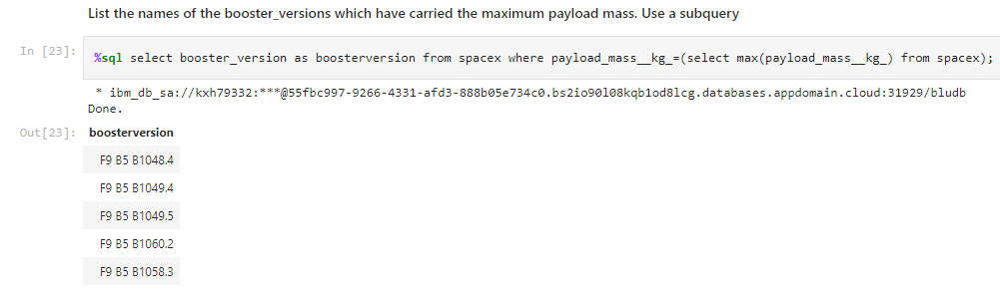 List the names of the booster_versions which have carried the maximum payload mass. Use a subquery
In [23]: %sql select booster_version as boosterversion from spacex where payload_mass__kg_=(select max(payload_mass__kg_) from spacex);
* ibm_db_sa://kxh79332:***@55fbc997-9266-4331-afd3-888b05e734c0.bs2io90l08kqb1od8lcg.databases.appdomain.cloud:31929/bludb
Done.
Out[23]: boosterversion
F9 B5 B1048.4
F9 B5 B1049.4
F9 B5 B1049.5
F9 B5 B1060.2
F9 B5 B1058.3